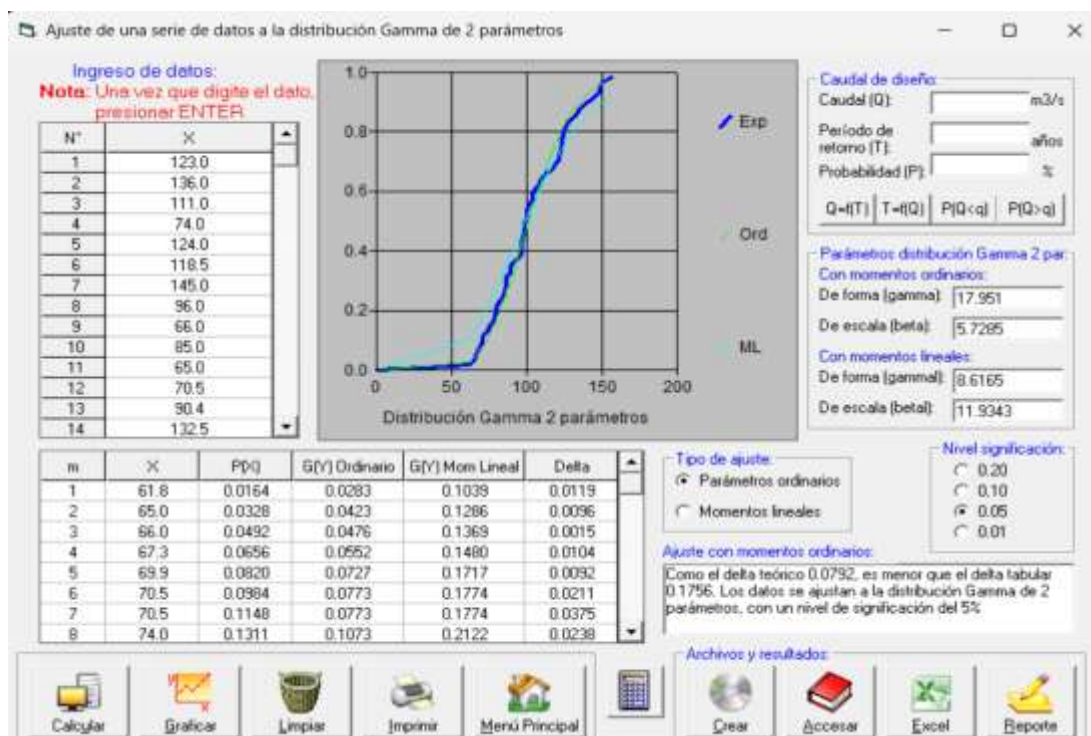 Ajuste de una serie de datos a la distribución Gamma de 2 parámetros
Ingreso de datos:
Nota: Una vez que digite el dato,
presionar ENTER
N° X
1 123.0
2 136.0
3 111.0
4 74.0
5 124.0
6 118.5
7 145.0
8 96.0
9 66.0
10 85.0
11 65.0
12 70.5
13 90.4
14 132.5
1.0
0.8
0.6
0.4
0.2
0.0
0 50 100 150 200
Distribución Gamma 2 parámetros
Exp
Ord
ML
Caudal de diseño:
Caudal (Q): m3/s
Período de
retorno (T): años
Probabilidad (P): %
Q=f(T) T=f(Q) P(Q<q) P(Q>q)
Parámetros distribución Gamma 2 par:
Con momentos ordinarios:
De forma (gamma): 17.951
De escala (beta): 5.7285
Con momentos lineales:
De forma (gammal): 8.6165
De escala (betal): 11.9343
m X P(X) G(Y) Ordinario G(Y) Mom Lineal Delta
1 61.8 0.0164 0.0283 0.1039 0.0119
2 65.0 0.0328 0.0423 0.1286 0.0096
3 66.0 0.0492 0.0476 0.1369 0.0015
4 67.3 0.0656 0.0552 0.1480 0.0104
5 69.9 0.0820 0.0727 0.1717 0.0092
6 70.5 0.0984 0.0773 0.1774 0.0211
7 70.5 0.1148 0.0773 0.1774 0.0375
8 74.0 0.1311 0.1073 0.2122 0.0238
Tipo de ajuste:
Parámetros ordinarios
Momentos lineales
Nivel significación:
0.20
0.10
0.05
0.01
Ajuste con momentos ordinarios:
Como el delta teórico 0.0792, es menor que el delta tabular
0.1756. Los datos se ajustan a la distribución Gamma de 2
parámetros, con un nivel de significación del 5%
Calcular
Graficar
Limpiar
Imprimir
Menú Principal
Archivos y resultados:
Crear
Accesar
Excel
Reporte